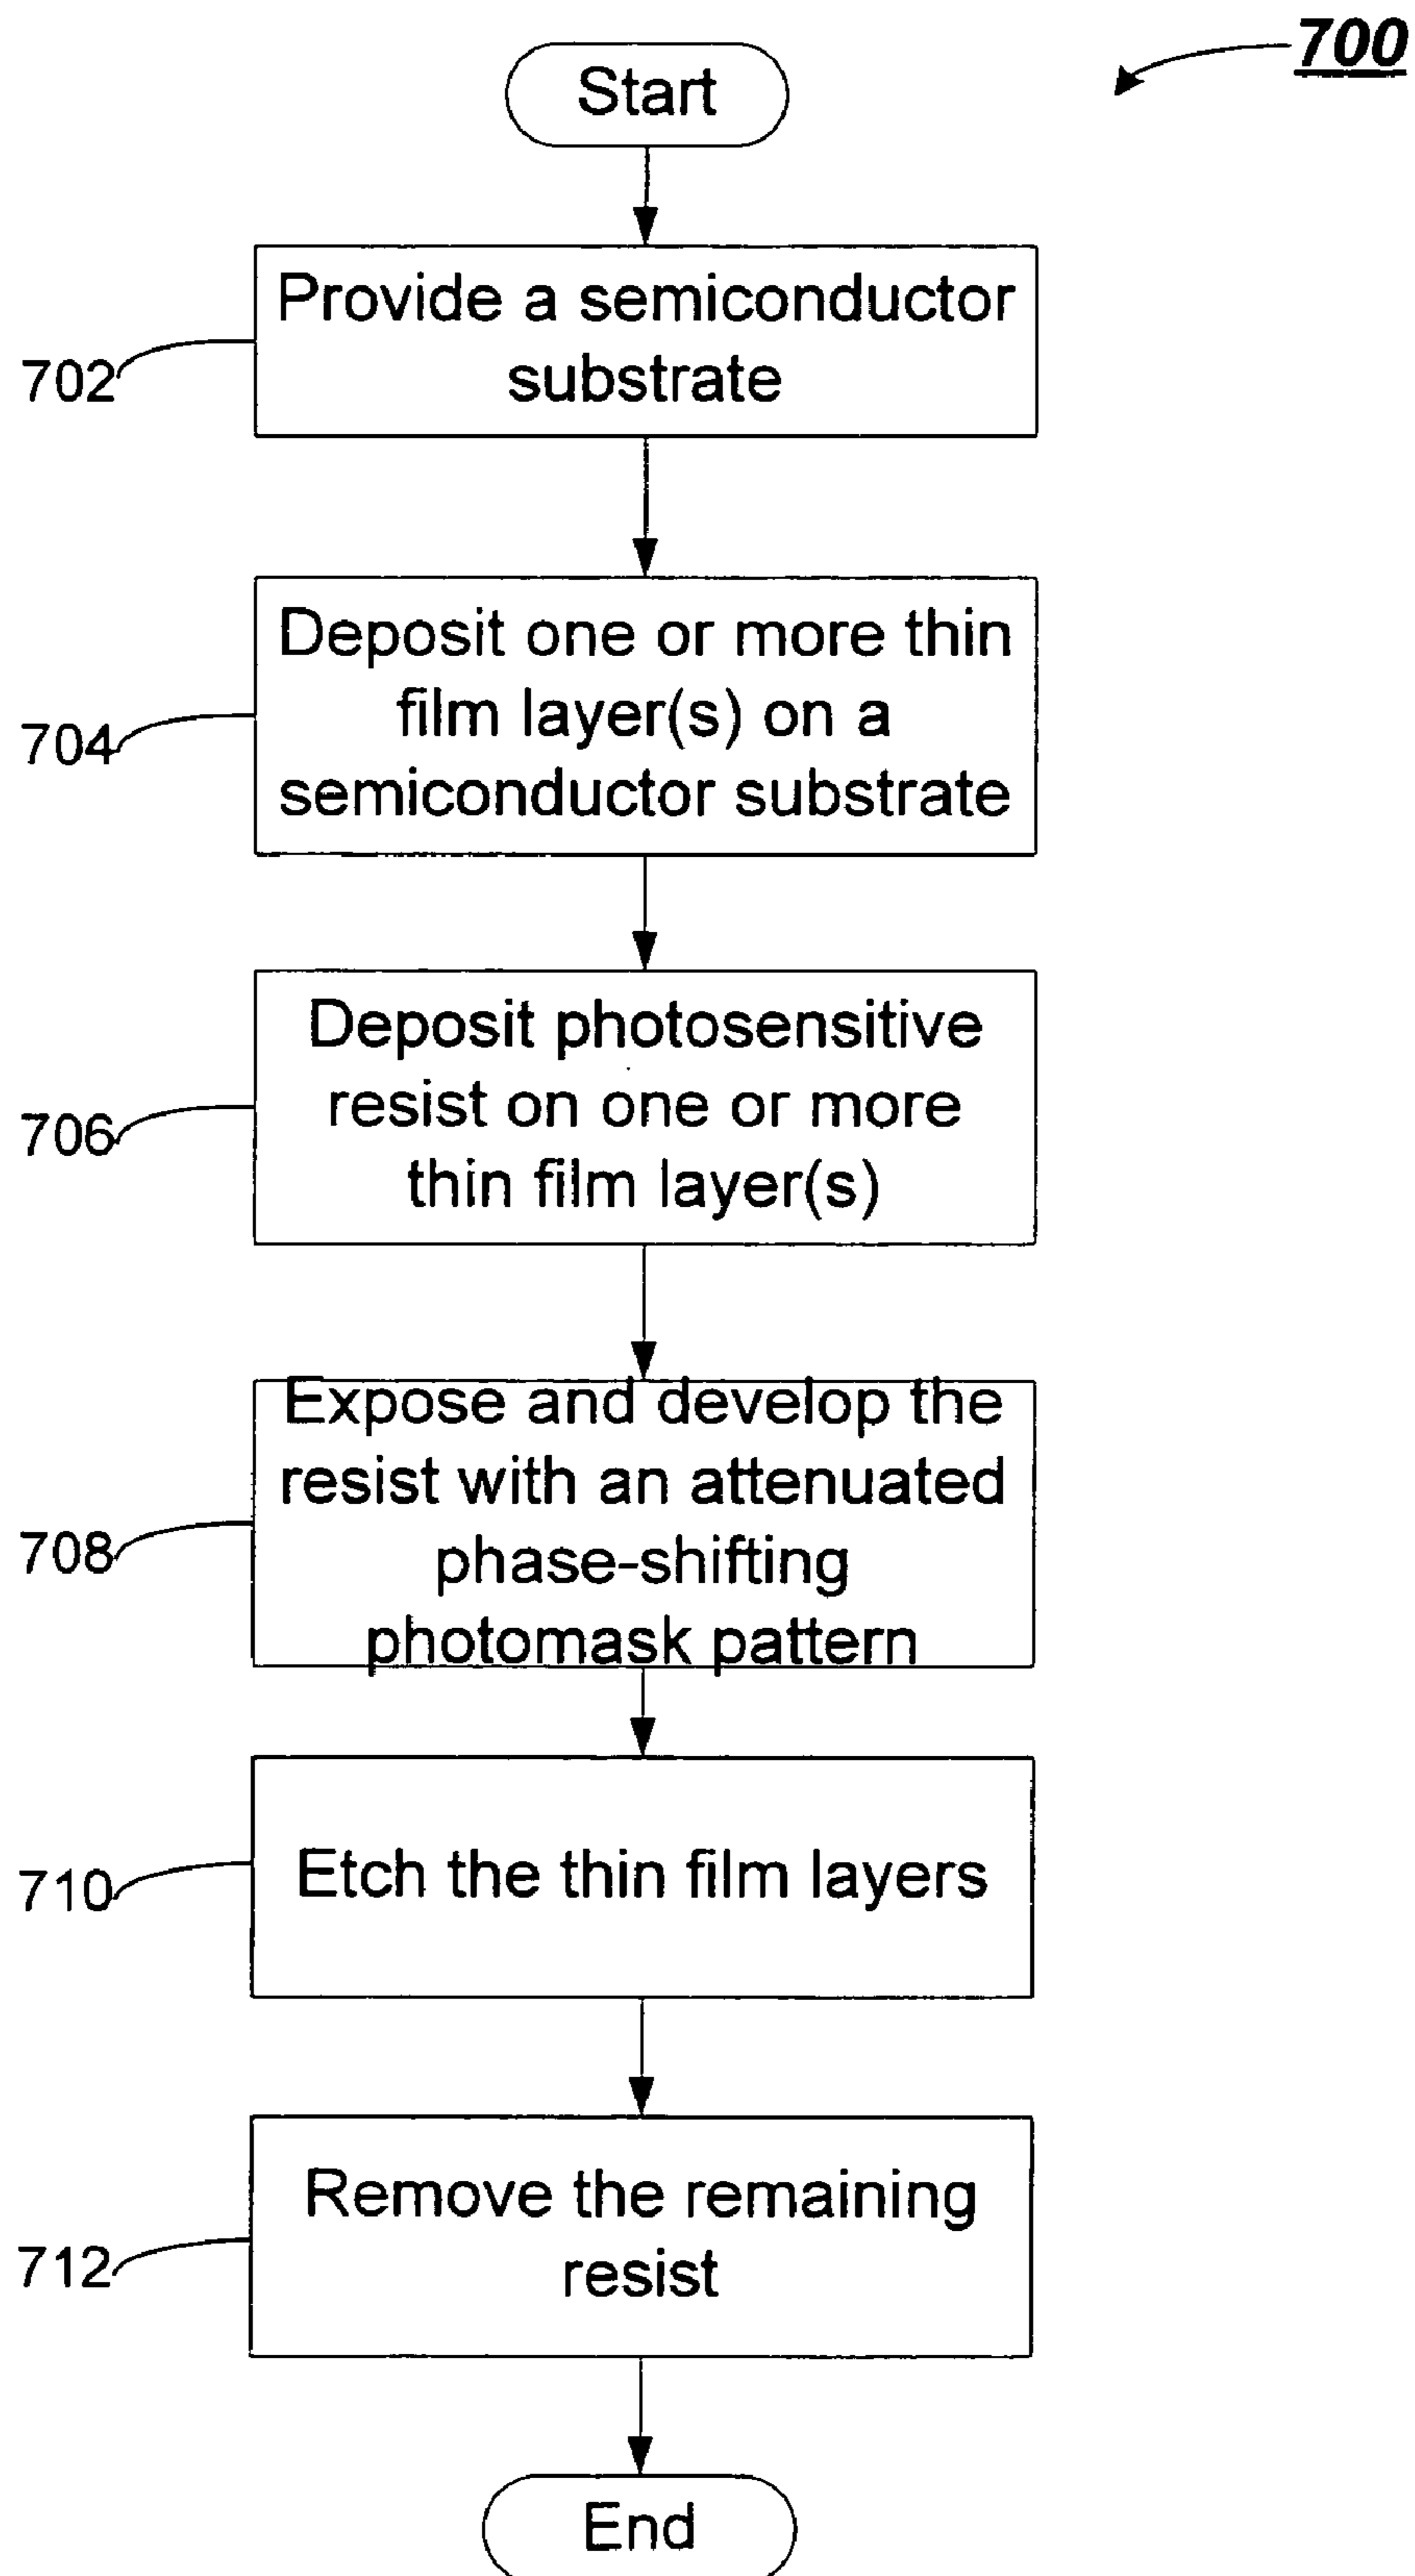 700
Start
Provide a semiconductor
substrate
702
Deposit one or more thin
film layer(s) on a
semiconductor substrate
704
Deposit photosensitive
resist on one or more
thin film layer(s)
706
Expose and develop the
resist with an attenuated
phase-shifting
photomask pattern
708
Etch the thin film layers
710
Remove the remaining
resist
712
End